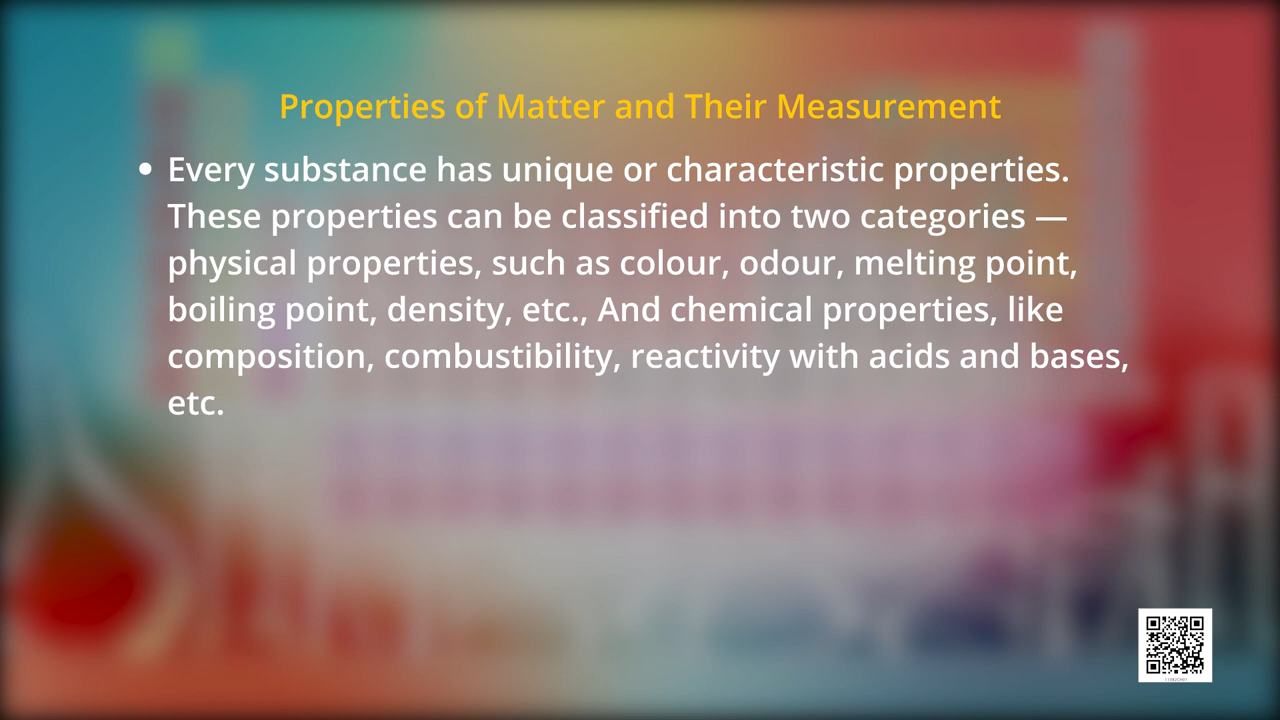 Properties of Matter and Their Measurement
• Every substance has unique or characteristic properties.
These properties can be classified into two categories —
physical properties, such as colour, odour, melting point,
boiling point, density, etc., And chemical properties, like
composition, combustibility, reactivity with acids and bases,
etc.